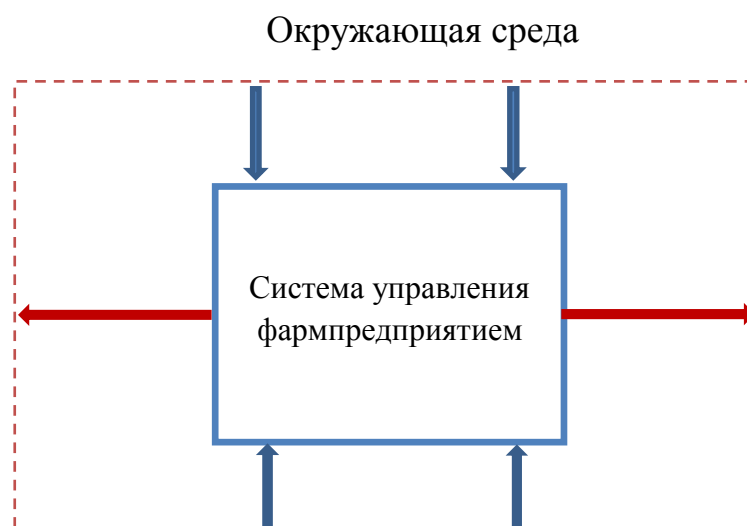 Окружающая среда
Система управления
фармпредприятием